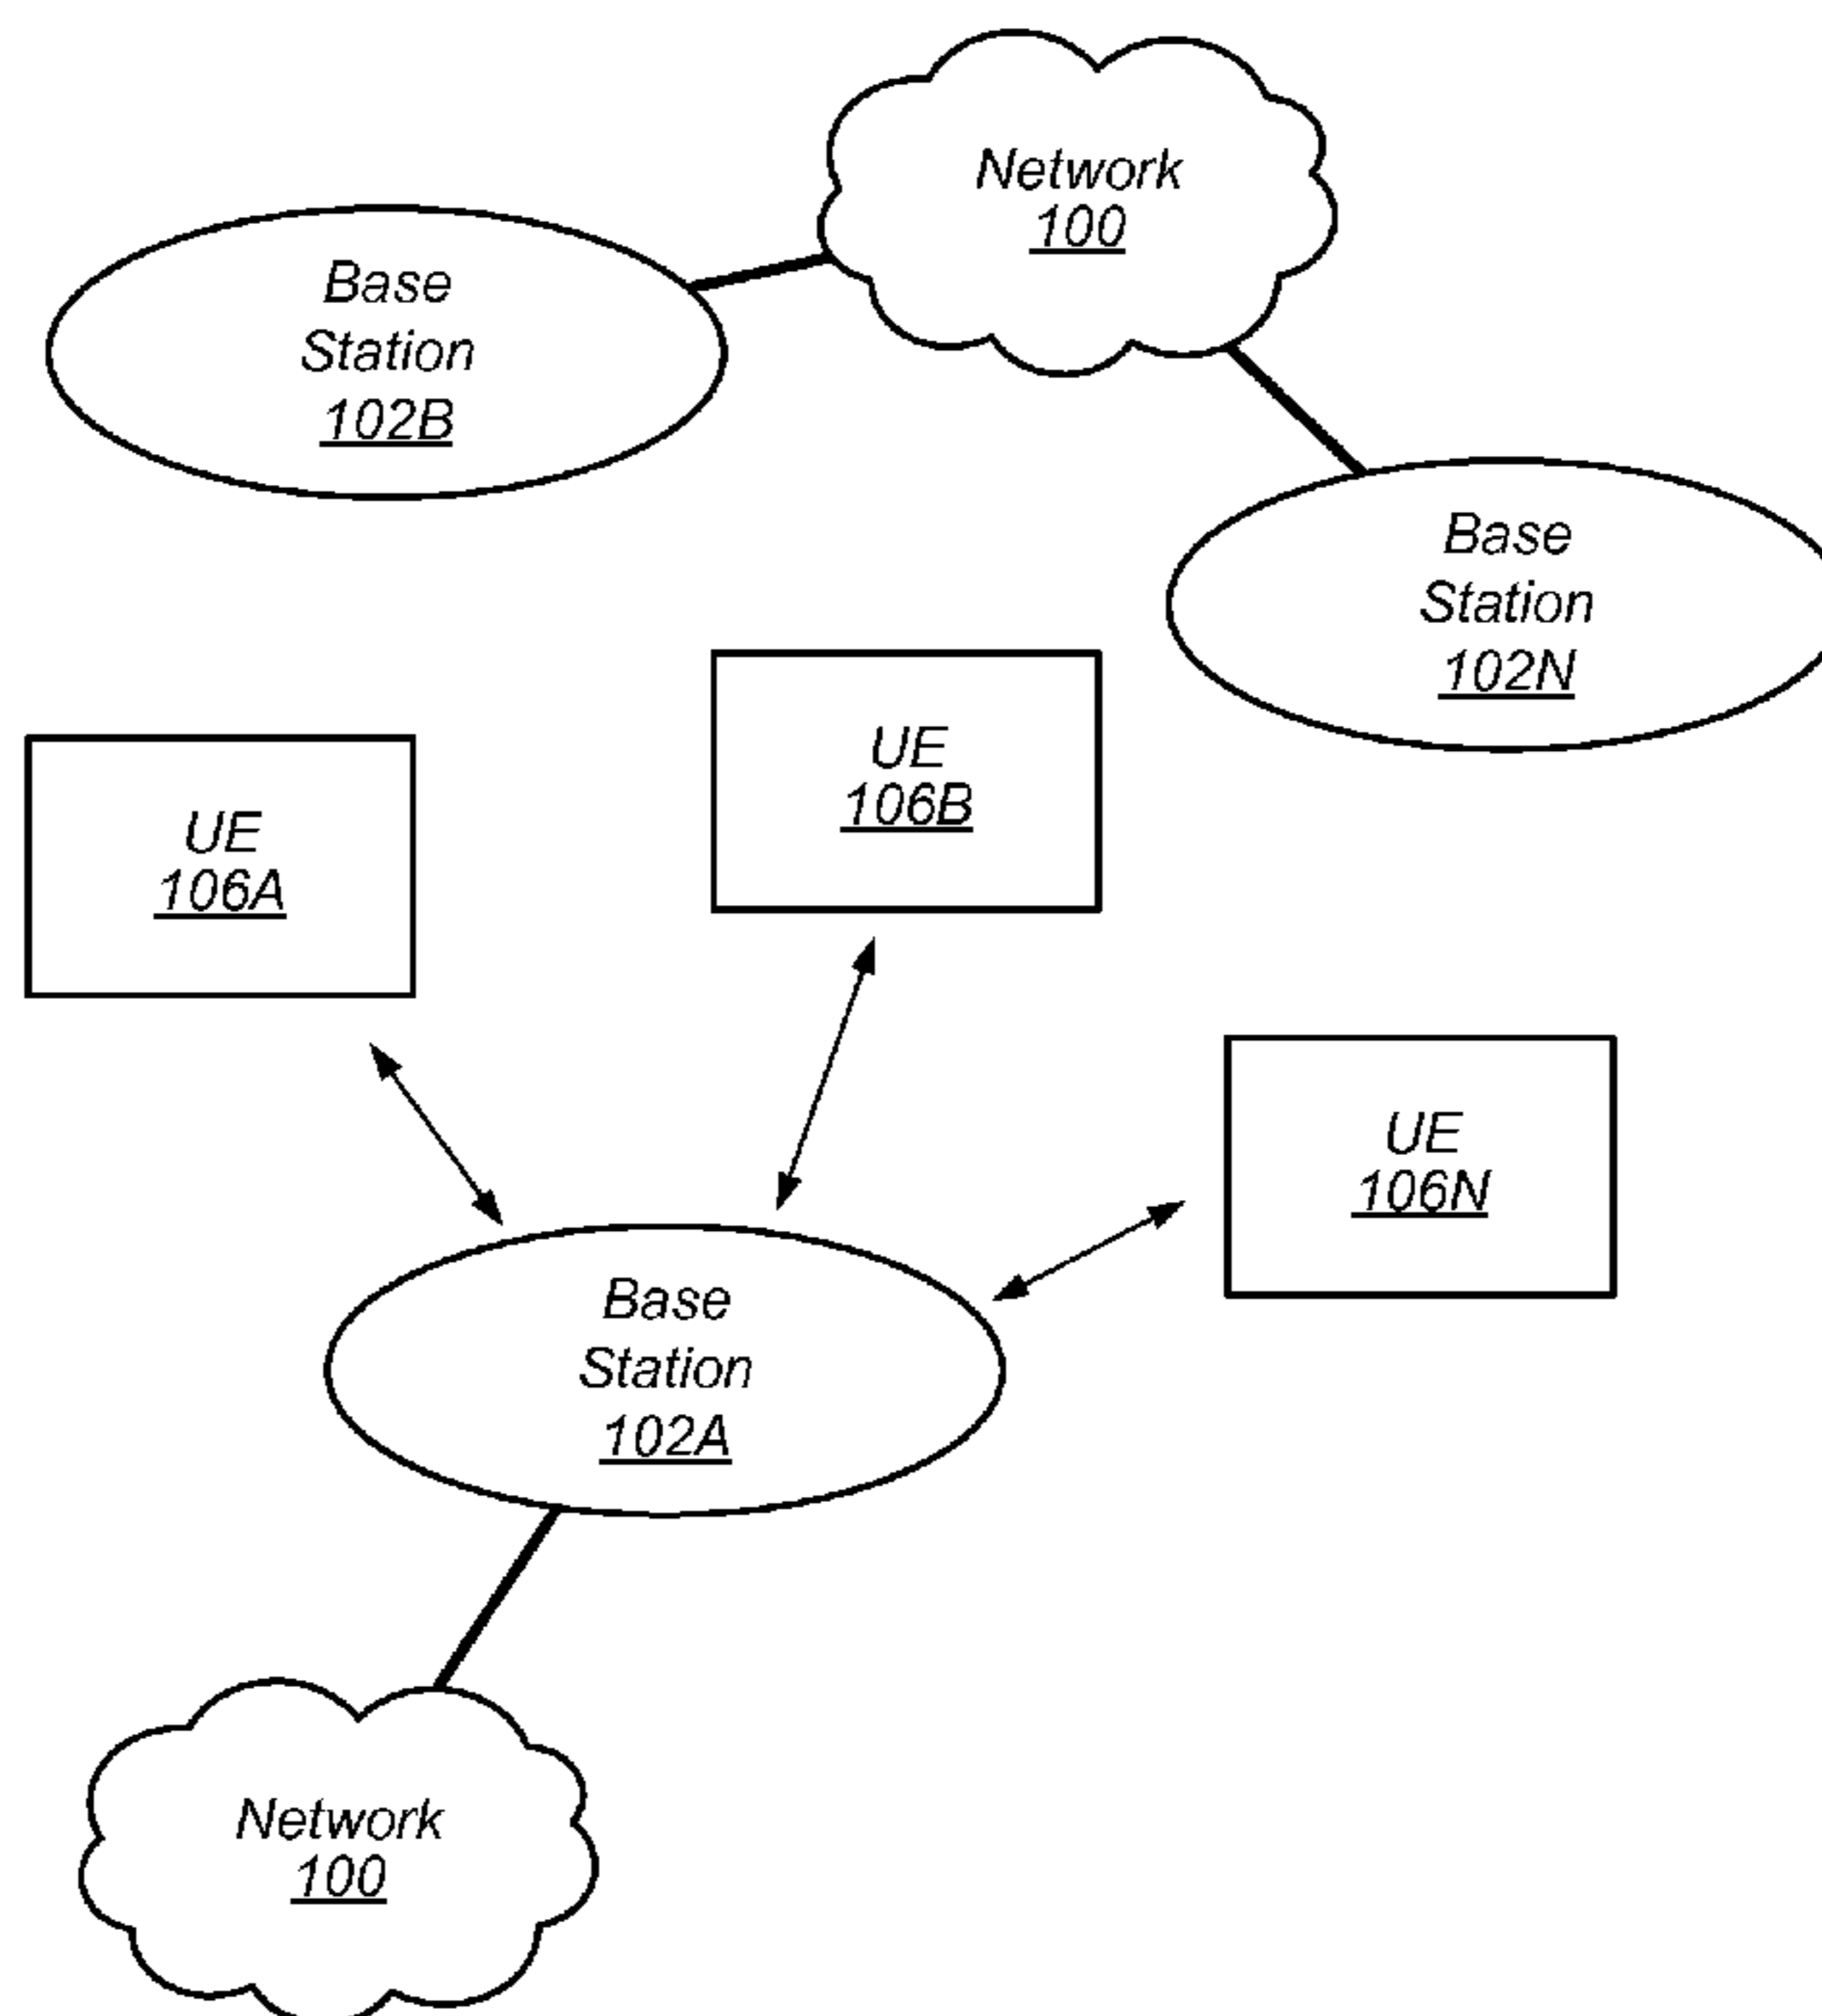 Network
100
Base
Station
102B
Base
Station
102N
UE
106B
UE
106A
UE
106N
Base
Station
102A
Network
100